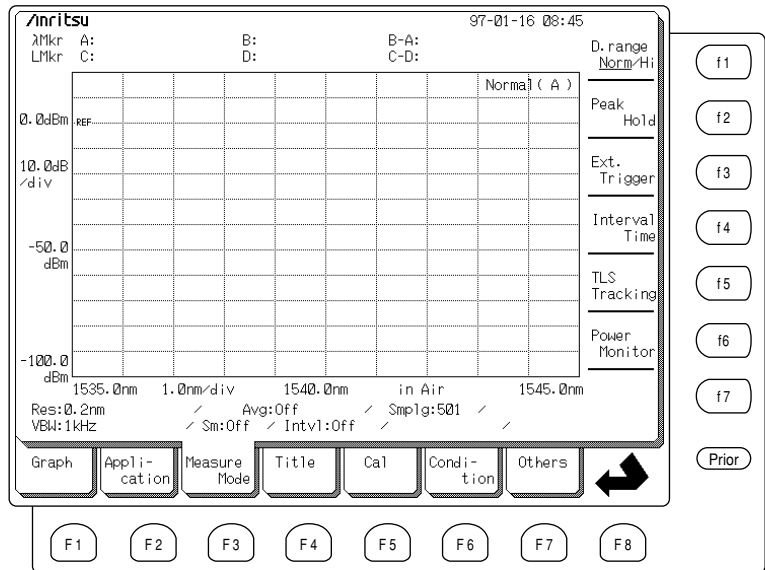 Anritsu 97-01-16 08:45
λMkr A: B: B-A:
LMkr C: D: C-D:
Normal( A )
0.0dBm REF
10.0dB
/div
-50.0
dBm
-100.0
dBm
1535.0nm 1.0nm/div 1540.0nm in Air 1545.0nm
Res:0.2nm / Avg:Off / Smplg:501 /
VBW:1kHz / Sm:Off / Intvl:Off / /
D.range
Norm/Hi
Peak
Hold
Ext.
Trigger
Interval
Time
TLS
Tracking
Power
Monitor
f1
f2
f3
f4
f5
f6
f7
Prior
Graph
Appli-
cation
Measure
Mode
Title
Cal
Condi-
tion
Others
F1 F2 F3 F4 F5 F6 F7 F8